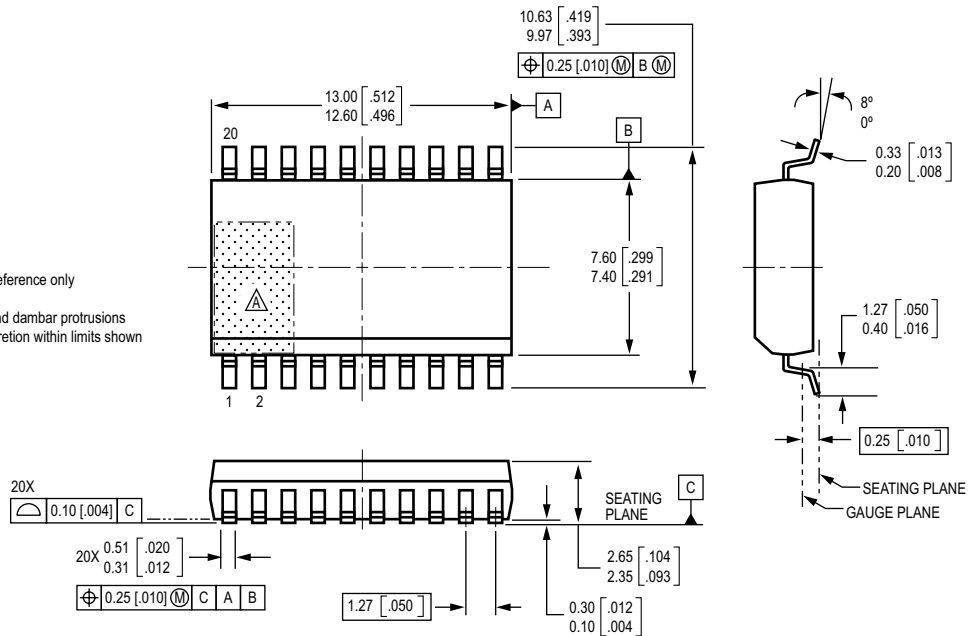 10.63 [.419]
9.97 [.393]
⌖ 0.25 [.010] Ⓜ B Ⓜ
13.00 [.512]
12.60 [.496]
A
B
20
8º
0º
0.33 [.013]
0.20 [.008]
7.60 [.299]
7.40 [.291]
A
eference only
nd dambar protrusions
retion within limits shown
1 2
1.27 [.050]
0.40 [.016]
0.25 [.010]
SEATING PLANE
GAUGE PLANE
20X
⌓ 0.10 [.004] C
SEATING
PLANE
C
20X 0.51 [.020]
0.31 [.012]
⌖ 0.25 [.010] Ⓜ C A B
1.27 [.050]
2.65 [.104]
2.35 [.093]
0.30 [.012]
0.10 [.004]